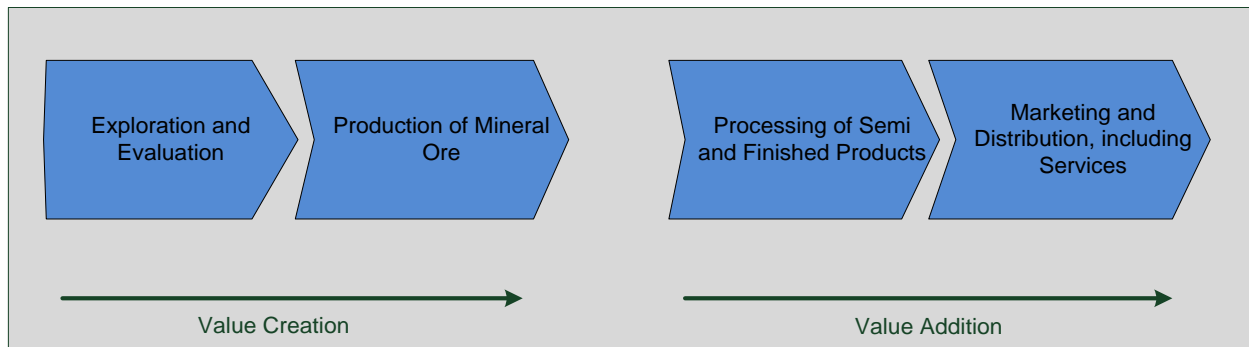 Exploration and
Evaluation
Production of Mineral
Ore
Processing of Semi
and Finished Products
Marketing and
Distribution, including
Services
Value Creation
Value Addition